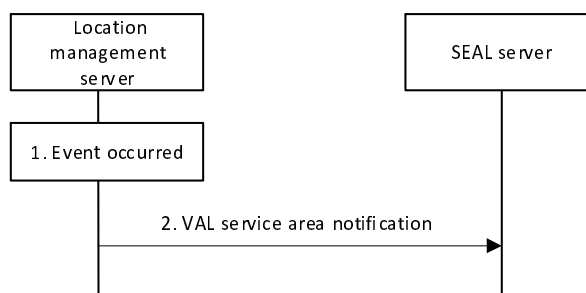 Location
management
server
SEAL server
1. Event occurred
2. VAL service area notification